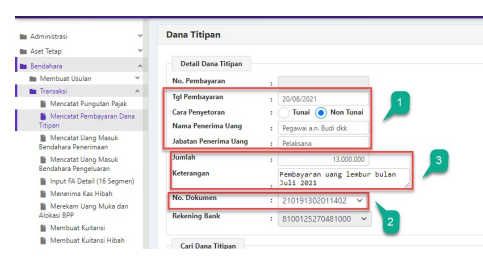 Administrasi
Aset Tetap
Bendahara
Membuat Usulan
Transaksi
Mencatat Pungutan Pajak
Mencatat Pembayaran Dana
Titipan
Mencatat Uang Masuk
Bendahara Penerimaan
Mencatat Uang Masuk
Bendahara Pengeluaran
Input FA Detail (16 Segmen)
Menerima Kas Hibah
Merekam Uang Muka dan
Alokasi BPP
Membuat Kuitansi
Membuat Kuitansi Hibah
Dana Titipan
Detail Dana Titipan
No. Pembayaran :
Tgl Pembayaran : 20/08/2021
Cara Penyetoran : Tunai Non Tunai
Nama Penerima Uang : Pegawai a.n. Budi dkk
Jabatan Penerima Uang : Pelaksana
1
Jumlah : 13.000.000
Keterangan : Pembayaran uang lembur bulan
Juli 2021
3
No. Dokumen : 210191302011402
Rekening Bank : 8100125270481000
2
Cari Dana Titipan